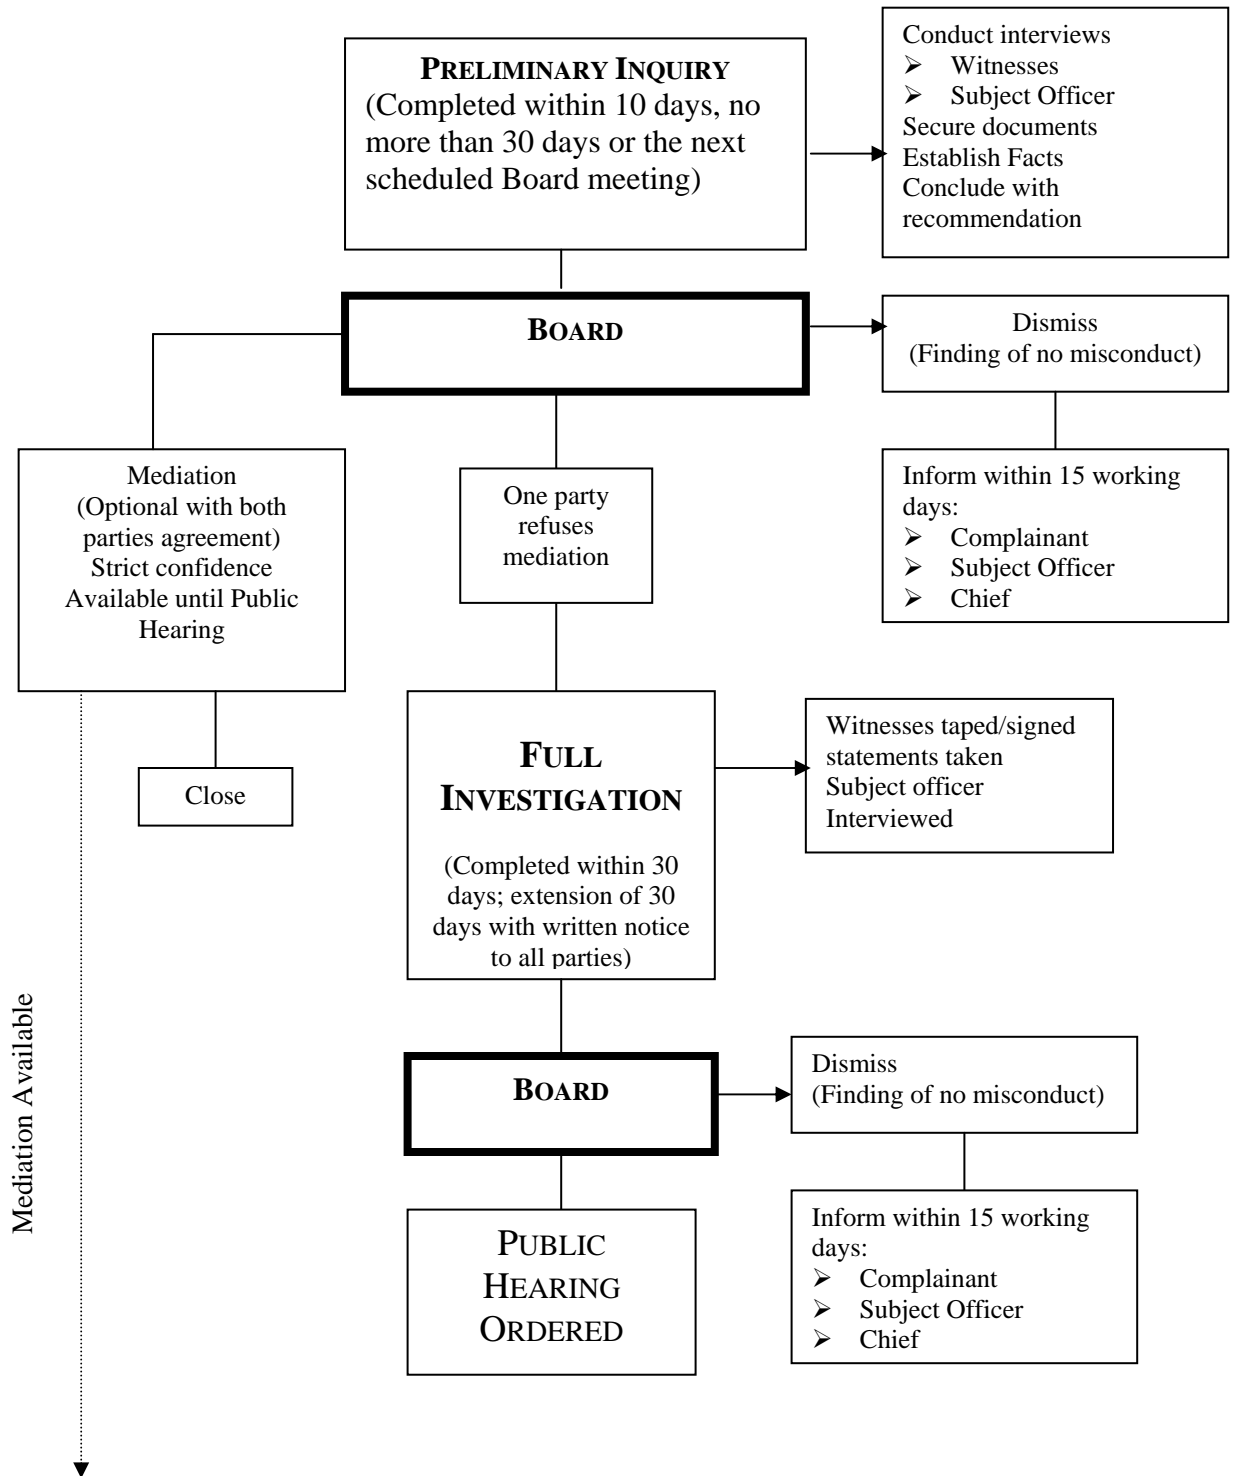 PRELIMINARY INQUIRY
(Completed within 10 days, no
more than 30 days or the next
scheduled Board meeting)
Conduct interviews
➢ Witnesses
➢ Subject Officer
Secure documents
Establish Facts
Conclude with
recommendation
BOARD
Dismiss
(Finding of no misconduct)
Mediation
(Optional with both
parties agreement)
Strict confidence
Available until Public
Hearing
One party
refuses
mediation
Inform within 15 working
days:
➢ Complainant
➢ Subject Officer
➢ Chief
Close
FULL
INVESTIGATION
(Completed within 30
days; extension of 30
days with written notice
to all parties)
Witnesses taped/signed
statements taken
Subject officer
Interviewed
Mediation Available
BOARD
Dismiss
(Finding of no misconduct)
PUBLIC
HEARING
ORDERED
Inform within 15 working
days:
➢ Complainant
➢ Subject Officer
➢ Chief